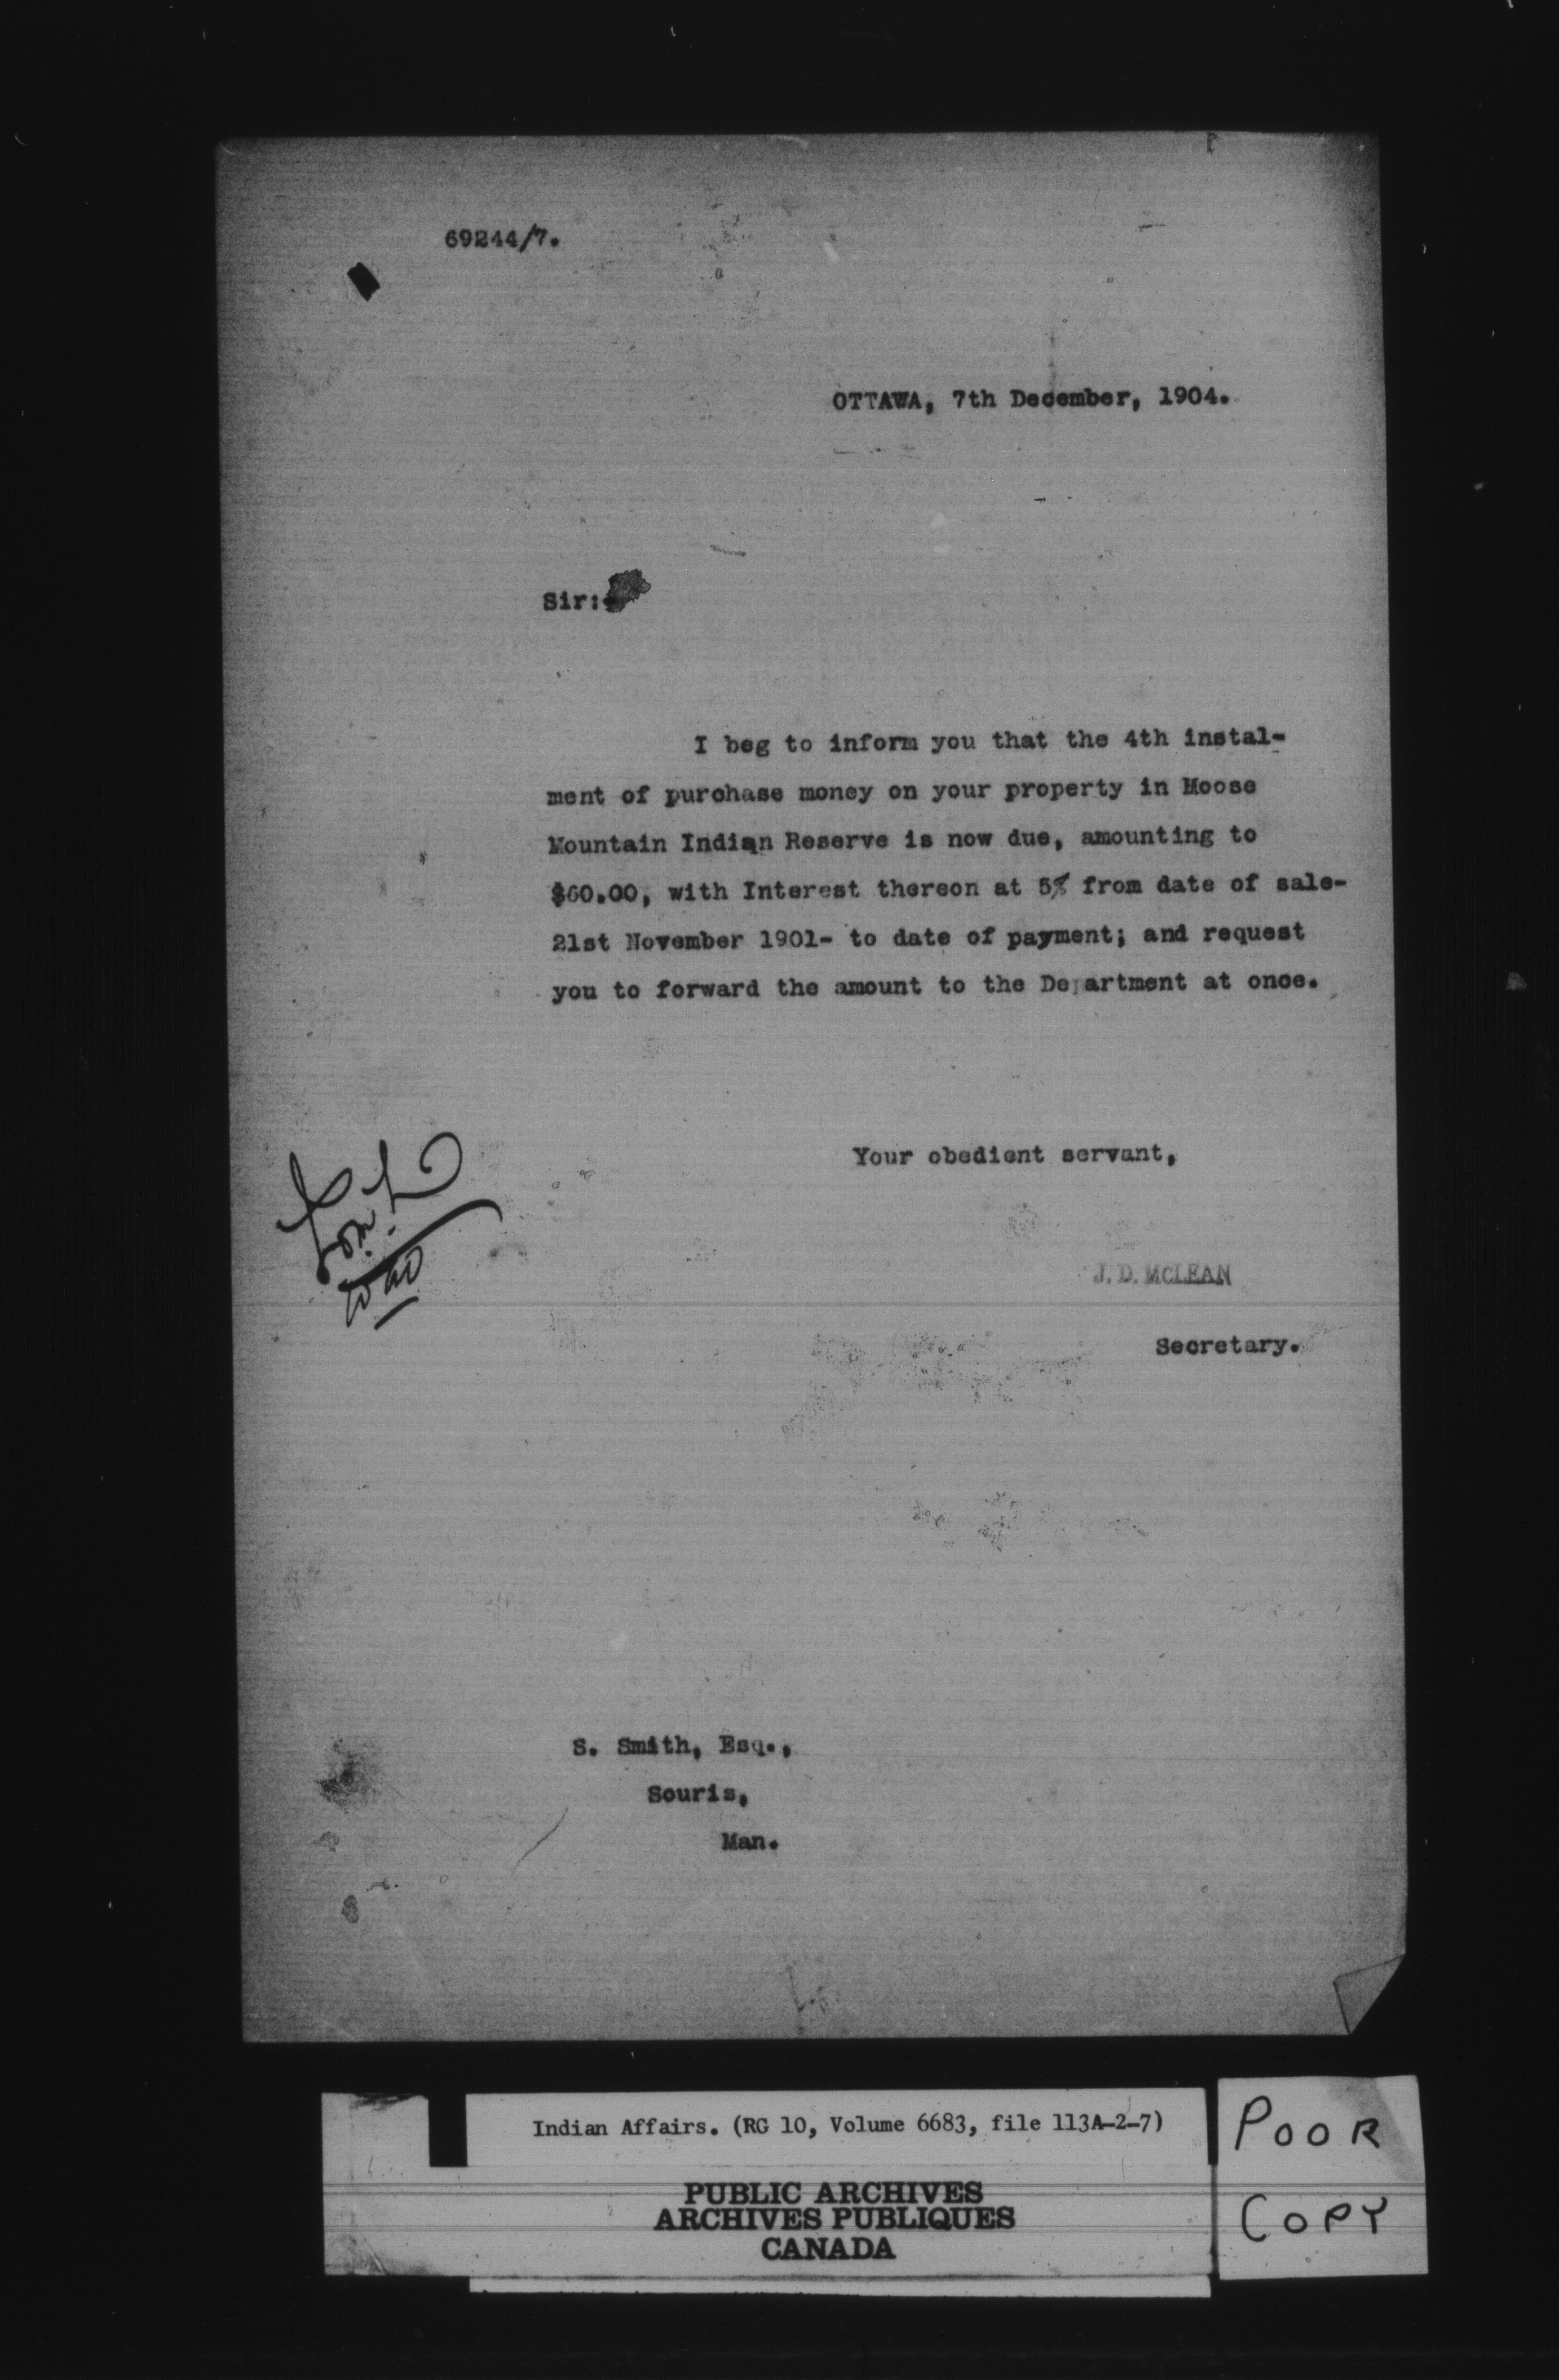 69244/7.
OTTAWA, 7th December, 1904.
Sir:
I beg to inform you that the 4th instal-
ment of purchase money on your property in Moose
Mountain Indian Reserve is now due, amounting to
$60.00, with Interest thereon at 5% from date of sale-
21st November 1901- to date of payment; and request
you to forward the amount to the Department at once.
Your obedient servant,
J. D. McLEAN
Secretary.
S. Smith, Esq.,
Souris,
Man.
Indian Affairs. (RG 10, Volume 6683, file 113A-2-7)
PUBLIC ARCHIVES
ARCHIVES PUBLIQUES
CANADA
POOR
COPY